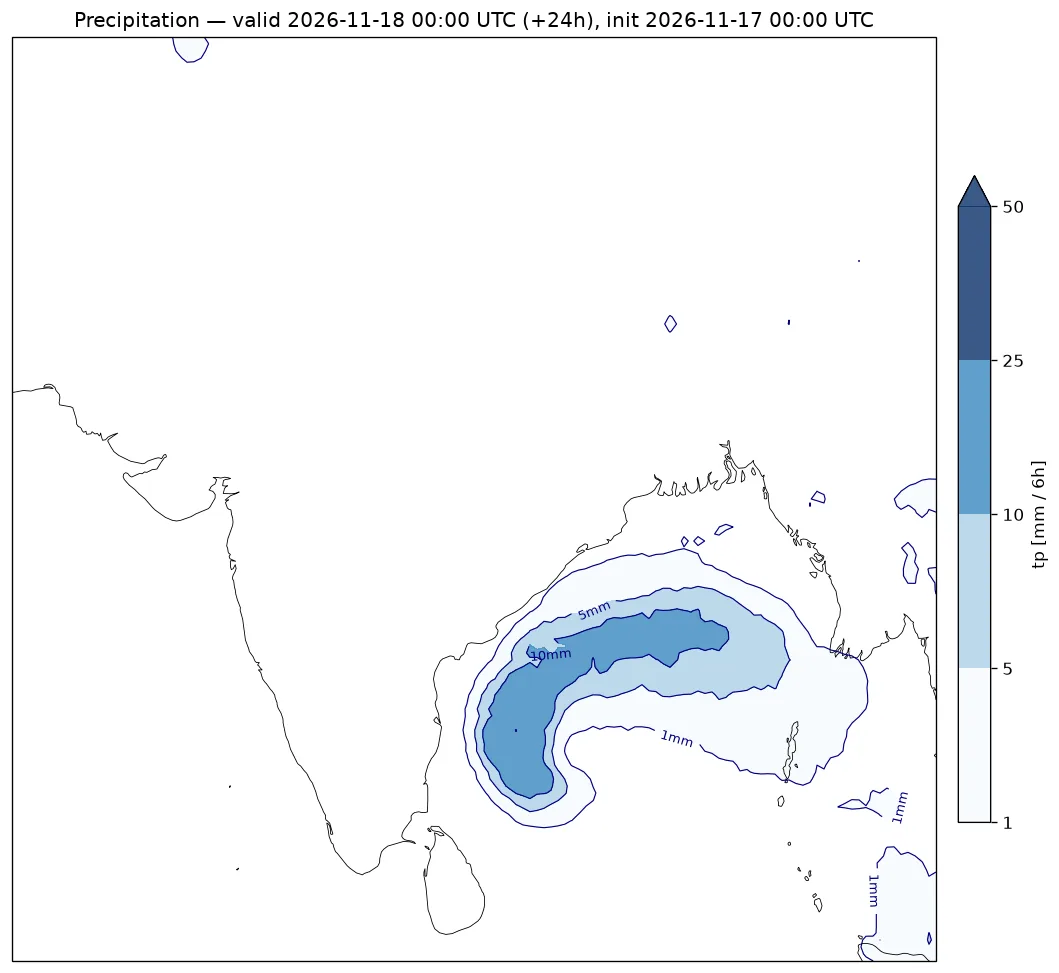 Precipitation — valid 2026-11-18 00:00 UTC (+24h), init 2026-11-17 00:00 UTC
50
25
10
5
1
tp [mm / 6h]
5mm
10mm
1mm
1mm
1mm